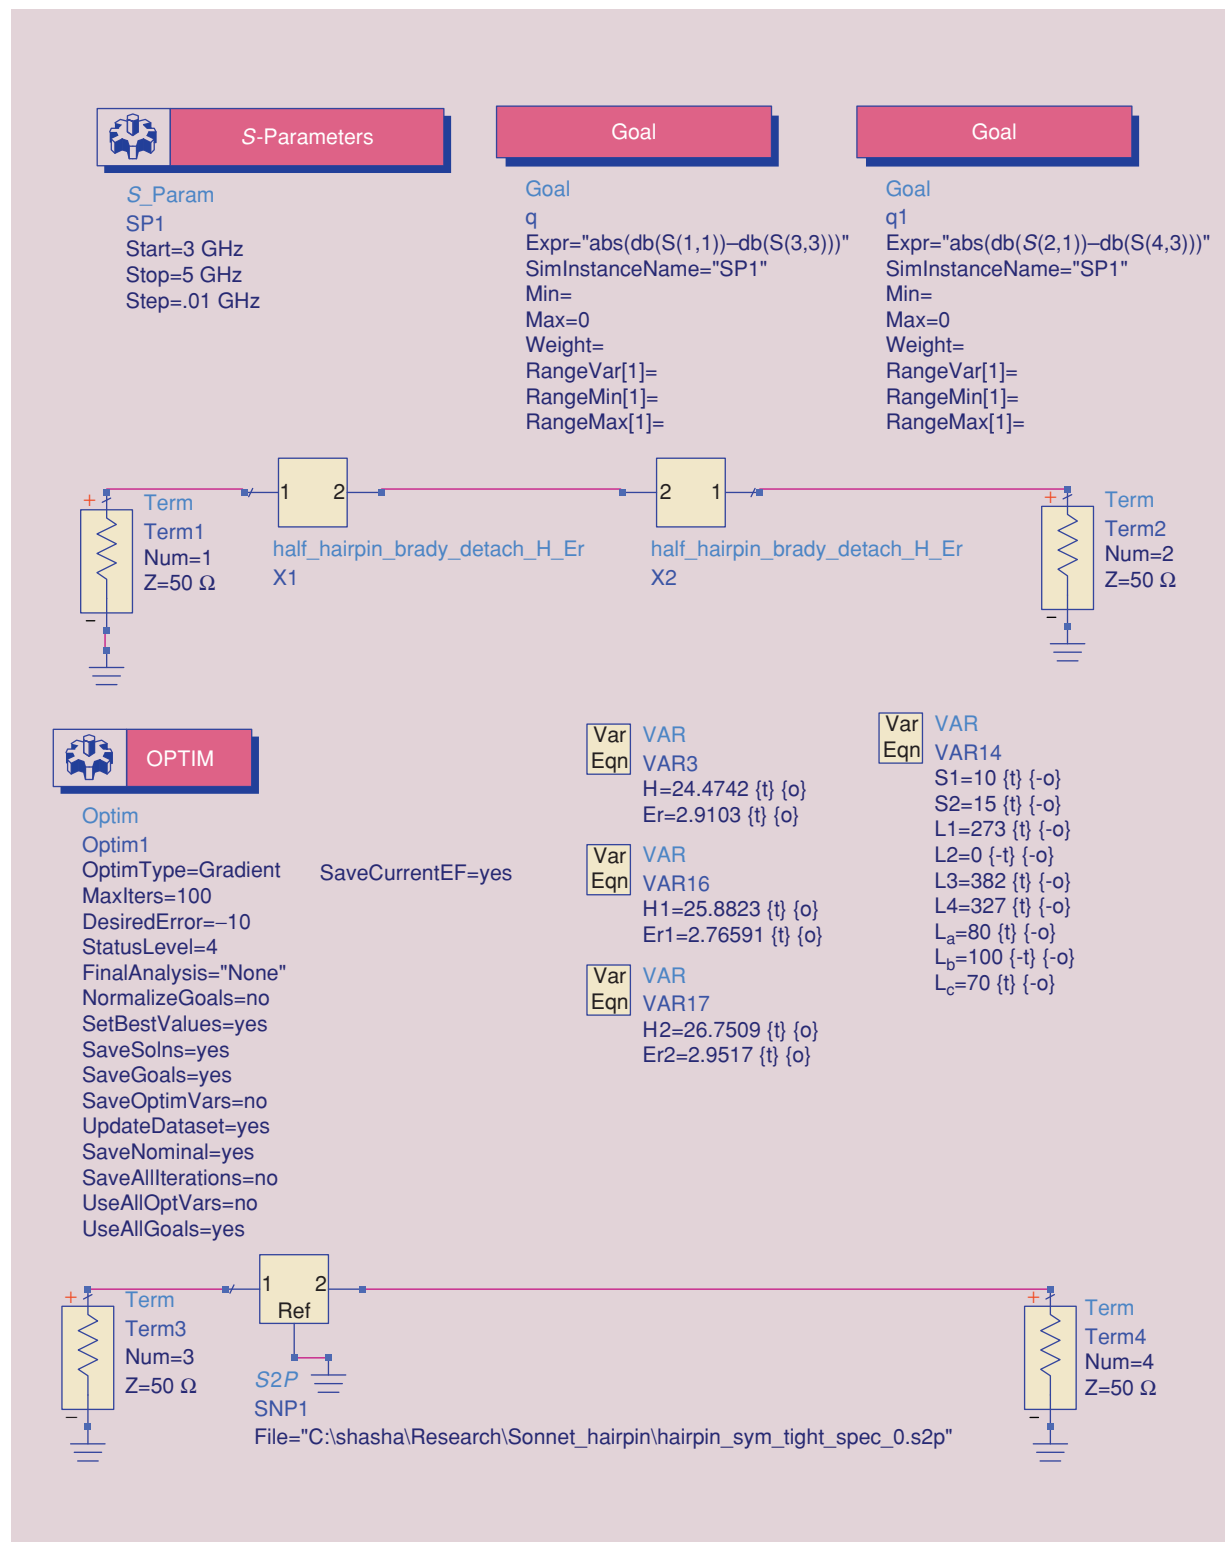 S-Parameters
S_Param
SP1
Start=3 GHz
Stop=5 GHz
Step=.01 GHz
Goal
Goal
q
Expr="abs(db(S(1,1))–db(S(3,3)))"
SimInstanceName="SP1"
Min=
Max=0
Weight=
RangeVar[1]=
RangeMin[1]=
RangeMax[1]=
Goal
Goal
q1
Expr="abs(db(S(2,1))–db(S(4,3)))"
SimInstanceName="SP1"
Min=
Max=0
Weight=
RangeVar[1]=
RangeMin[1]=
RangeMax[1]=
+
Term
Term1
Num=1
Z=50 Ω
–
1 2
half_hairpin_brady_detach_H_Er
X1
2 1
half_hairpin_brady_detach_H_Er
X2
+
Term
Term2
Num=2
Z=50 Ω
–
OPTIM
Optim
Optim1
OptimType=Gradient SaveCurrentEF=yes
MaxIters=100
DesiredError=–10
StatusLevel=4
FinalAnalysis="None"
NormalizeGoals=no
SetBestValues=yes
SaveSolns=yes
SaveGoals=yes
SaveOptimVars=no
UpdateDataset=yes
SaveNominal=yes
SaveAllIterations=no
UseAllOptVars=no
UseAllGoals=yes
Var
Eqn
VAR
VAR3
H=24.4742 {t} {o}
Er=2.9103 {t} {o}
Var
Eqn
VAR
VAR16
H1=25.8823 {t} {o}
Er1=2.76591 {t} {o}
Var
Eqn
VAR
VAR17
H2=26.7509 {t} {o}
Er2=2.9517 {t} {o}
Var
Eqn
VAR
VAR14
S1=10 {t} {-o}
S2=15 {t} {-o}
L1=273 {t} {-o}
L2=0 {-t} {-o}
L3=382 {t} {-o}
L4=327 {t} {-o}
La=80 {t} {-o}
Lb=100 {-t} {-o}
Lc=70 {t} {-o}
+
Term
Term3
Num=3
Z=50 Ω
–
1 2
Ref
S2P
SNP1
File="C:\shasha\Research\Sonnet_hairpin\hairpin_sym_tight_spec_0.s2p"
+
Term
Term4
Num=4
Z=50 Ω
–